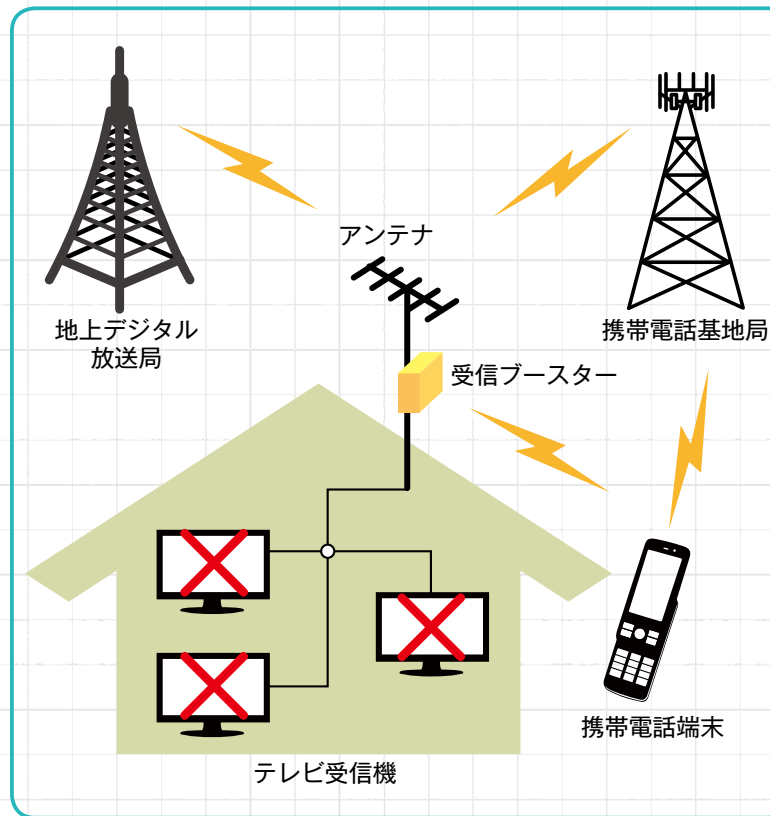 アンテナ
地上デジタル
放送局
携帯電話基地局
受信ブースター
携帯電話端末
テレビ受信機